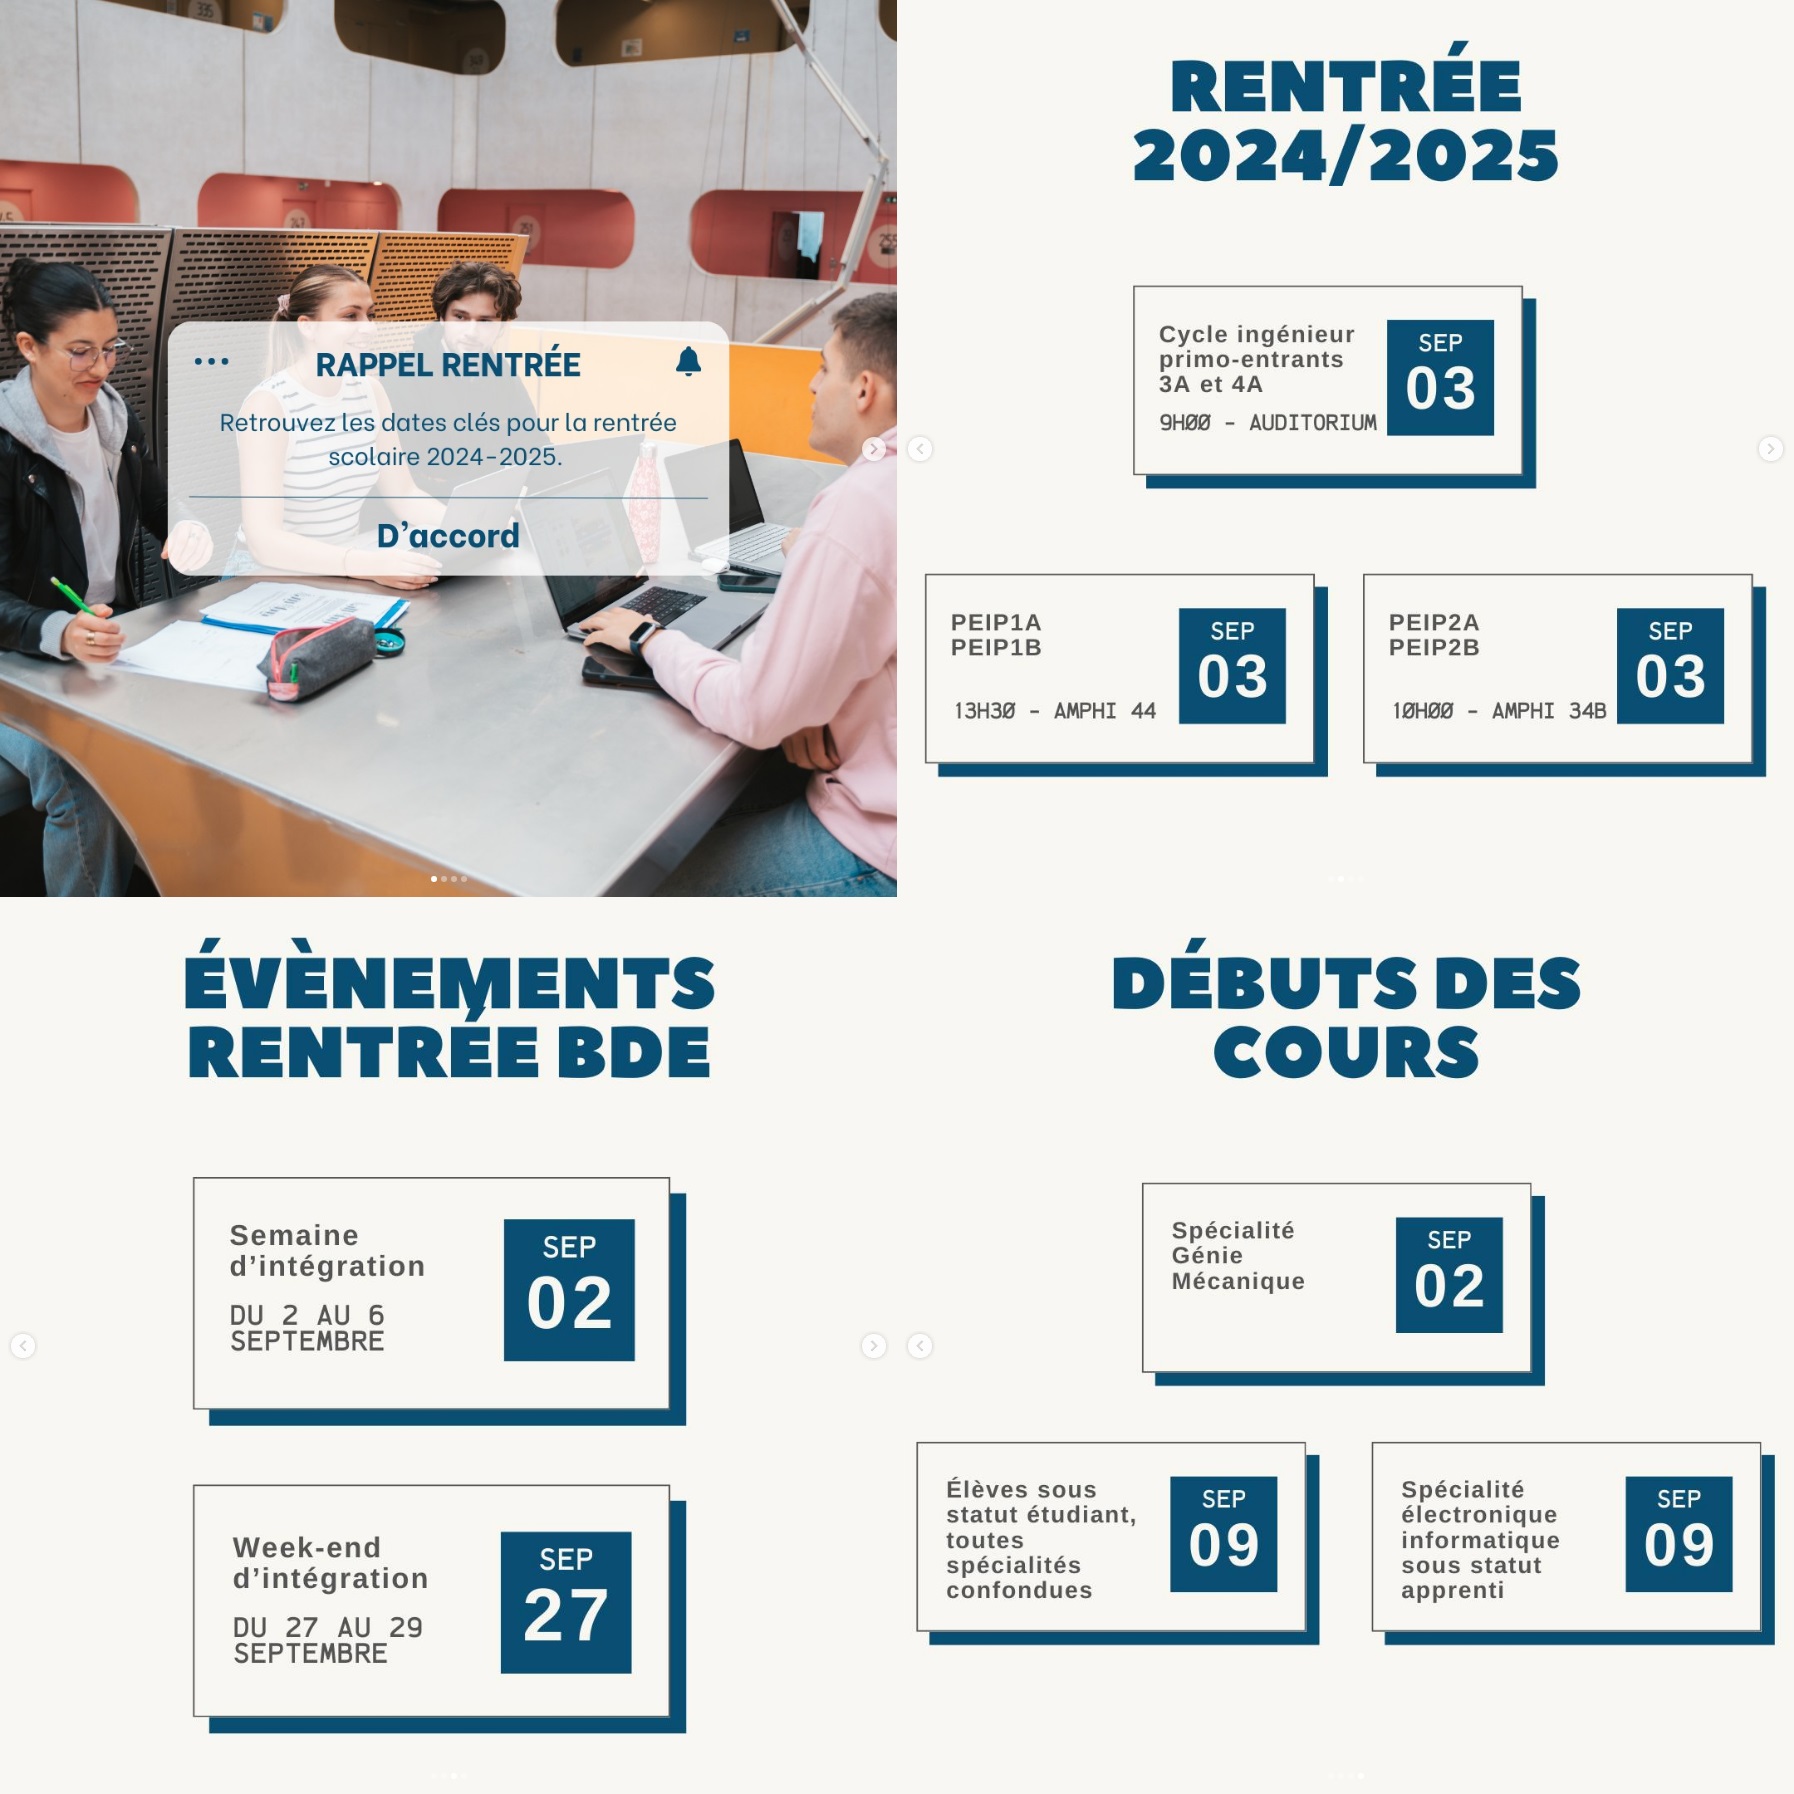 335
349
247
251
RAPPEL RENTRÉE
Retrouvez les dates clés pour la rentrée
scolaire 2024-2025.
D'accord
RENTRÉE
2024/2025
Cycle ingénieur
primo-entrants
3A et 4A
9H00 - AUDITORIUM
SEP
03
PEIP1A
PEIP1B
13H30 - AMPHI 44
SEP
03
PEIP2A
PEIP2B
10H00 - AMPHI 34B
SEP
03
ÉVÈNEMENTS
RENTRÉE BDE
Semaine
d'intégration
DU 2 AU 6
SEPTEMBRE
SEP
02
Week-end
d'intégration
DU 27 AU 29
SEPTEMBRE
SEP
27
DÉBUTS DES
COURS
Spécialité
Génie
Mécanique
SEP
02
Élèves sous
statut étudiant,
toutes
spécialités
confondues
SEP
09
Spécialité
électronique
informatique
sous statut
apprenti
SEP
09